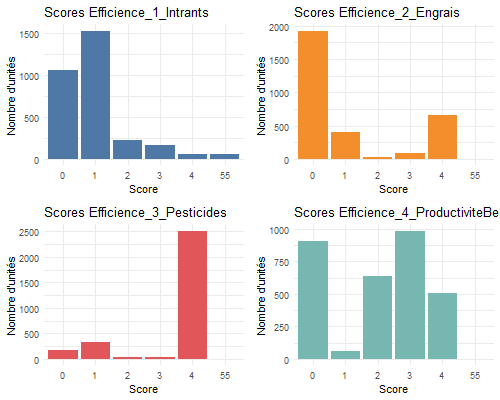 Scores Efficience_1_Intrants
Nombre d'unités
1500
1000
500
0
0 1 2 3 4 55
Score
Scores Efficience_2_Engrais
Nombre d'unités
2000
1500
1000
500
0
0 1 2 3 4 55
Score
Scores Efficience_3_Pesticides
Nombre d'unités
2500
2000
1500
1000
500
0
0 1 2 3 4 55
Score
Scores Efficience_4_ProductiviteBe
Nombre d'unités
1000
750
500
250
0
0 1 2 3 4 55
Score